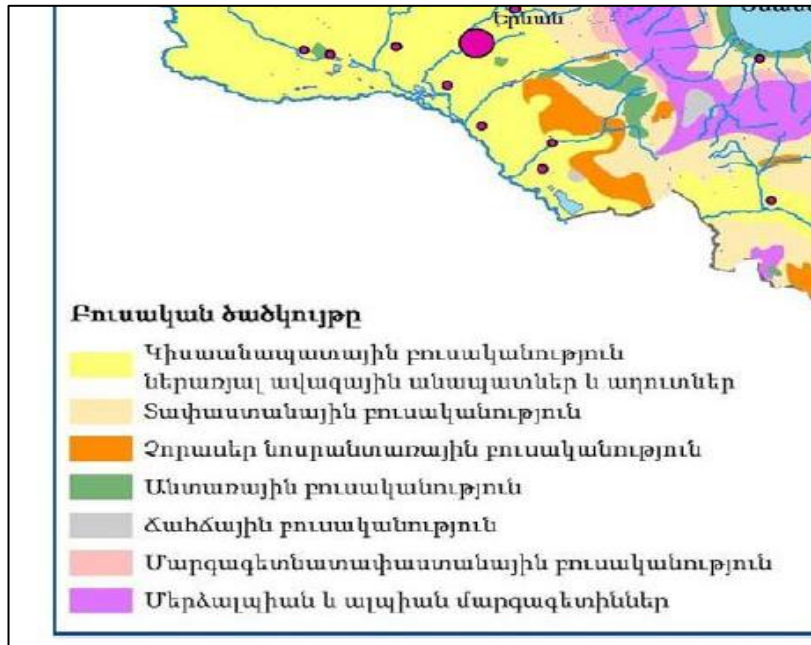 Երևան
Բուսական ծածկույթը
Կիսաանապատային բուսականություն
ներառյալ ավազային անապատներ և աղուտներ
Տափաստանային բուսականություն
Չորասեր նոսրանտառային բուսականություն
Անտառային բուսականություն
Ճահճային բուսականություն
Մարգագետնատափաստանային բուսականություն
Մերձալպիան և ալպիան մարգագետիններ